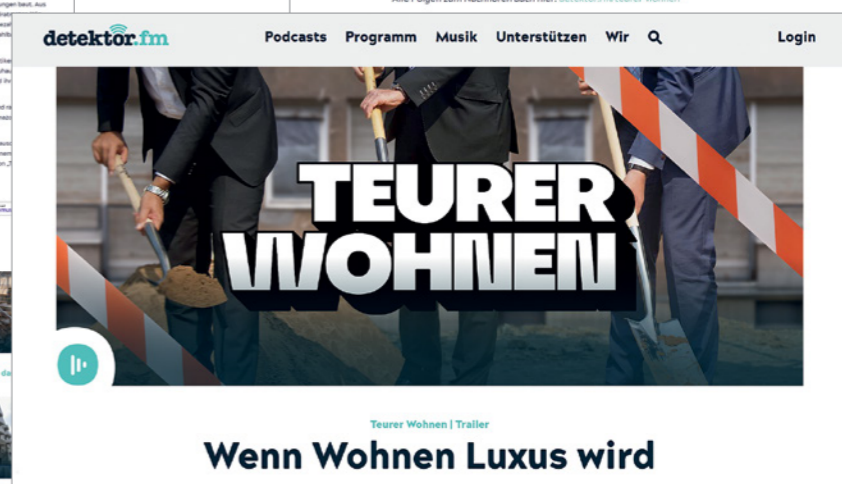 detektor.fm
Podcasts Programm Musik Unterstützen Wir Login
TEURER
WOHNEN
Teurer Wohnen | Trailer
Wenn Wohnen Luxus wird